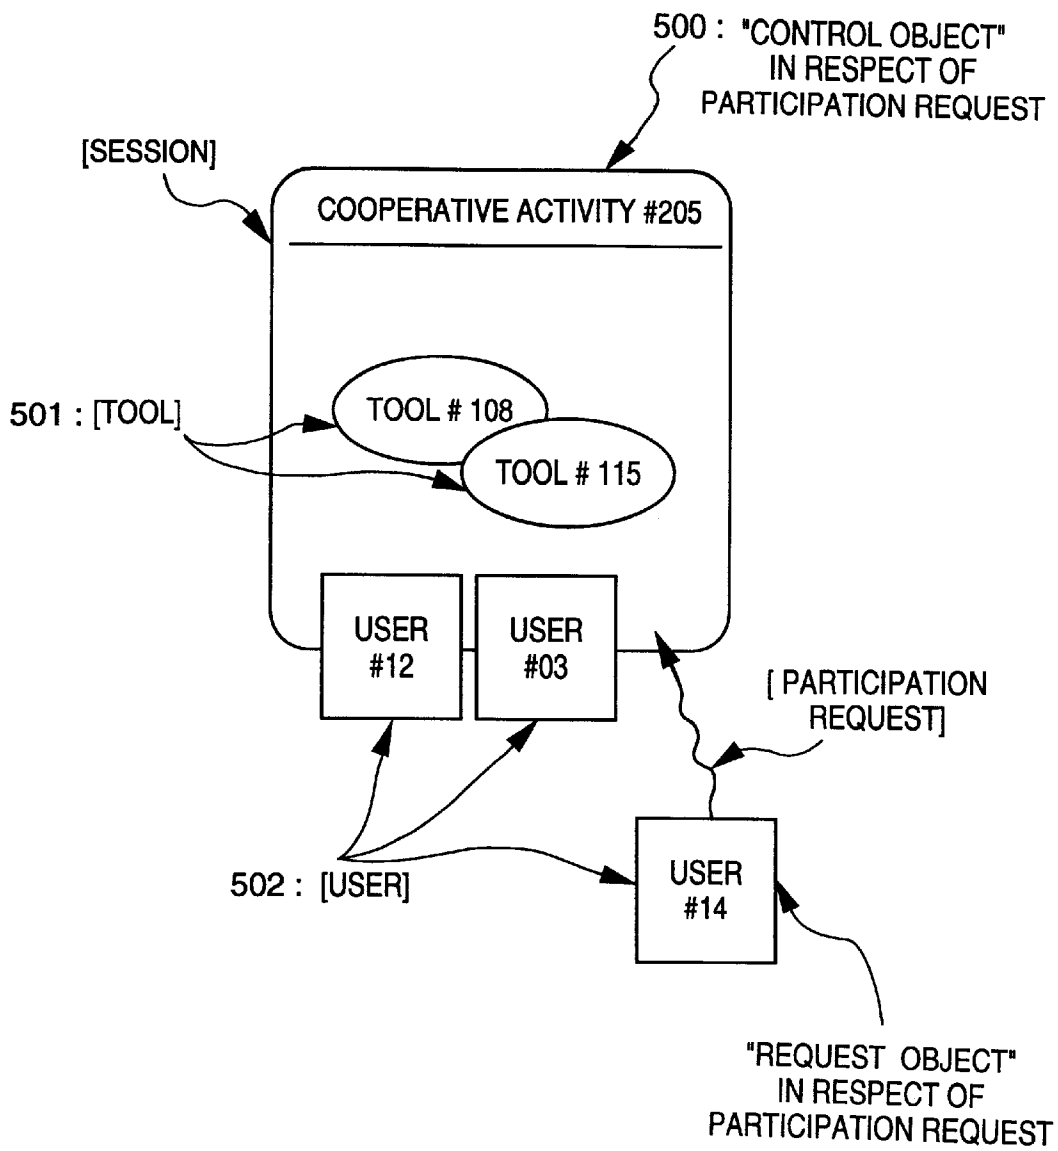 500 : "CONTROL OBJECT"
IN RESPECT OF
PARTICIPATION REQUEST
[SESSION]
COOPERATIVE ACTIVITY #205
501 : [TOOL]
TOOL # 108
TOOL # 115
USER
#12
USER
#03
[ PARTICIPATION
REQUEST]
502 : [USER]
USER
#14
"REQUEST OBJECT"
IN RESPECT OF
PARTICIPATION REQUEST